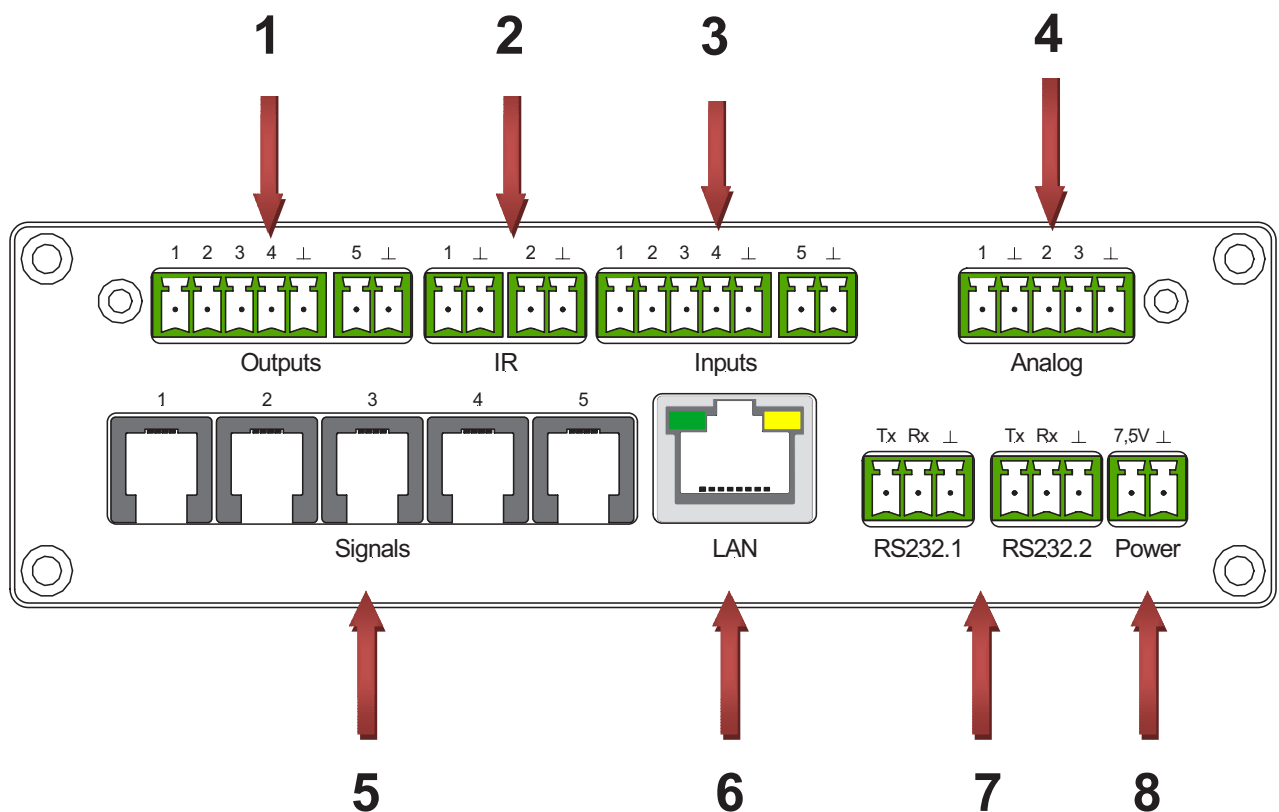 1 2 3 4
1 2 3 4 ⊥ 5 ⊥ 1 ⊥ 2 ⊥ 1 2 3 4 ⊥ 5 ⊥ 1 ⊥ 2 3 ⊥
Outputs IR Inputs Analog
1 2 3 4 5
Tx Rx ⊥ Tx Rx ⊥ 7,5V ⊥
Signals LAN RS232.1 RS232.2 Power
5 6 7 8